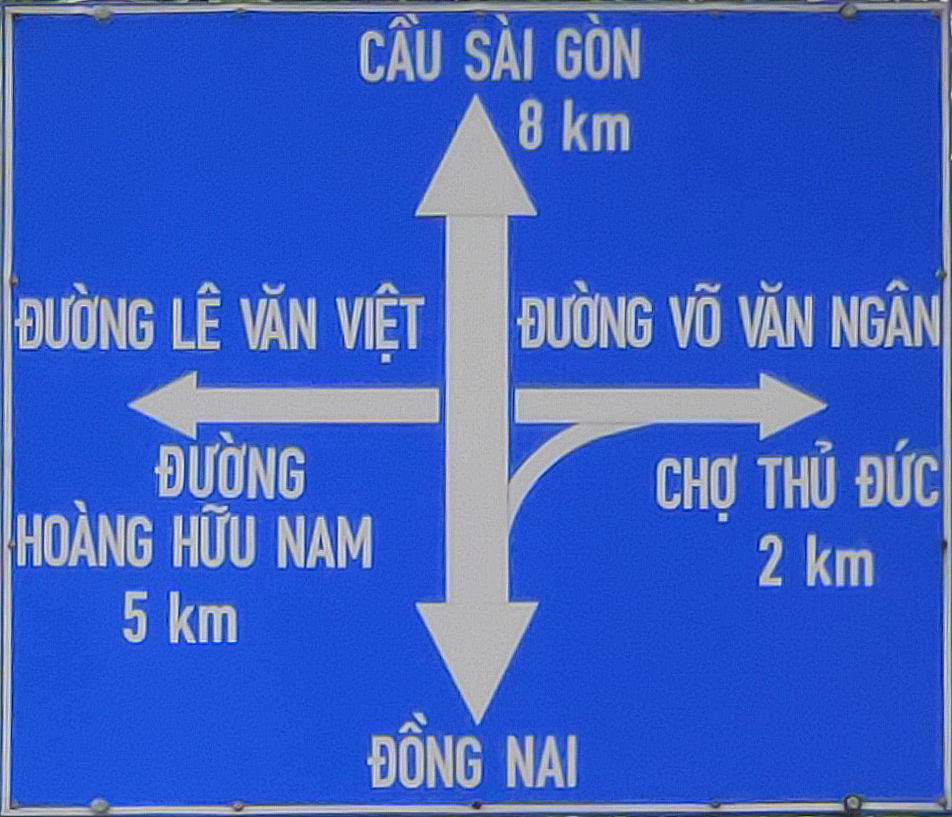 CẦU SÀI GÒN
8 km
ĐƯỜNG LÊ VĂN VIỆT
ĐƯỜNG VÕ VĂN NGÂN
ĐƯỜNG
HOÀNG HỮU NAM
5 km
CHỢ THỦ ĐỨC
2 km
ĐỒNG NAI